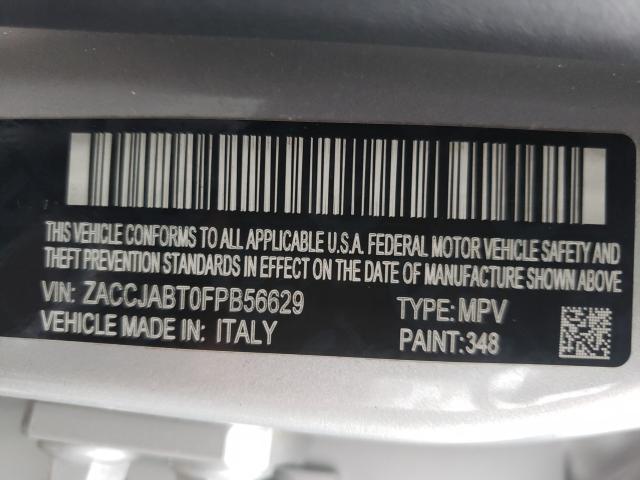 THIS VEHICLE CONFORMS TO ALL APPLICABLE U.S.A. FEDERAL MOTOR VEHICLE SAFETY AND
THEFT PREVENTION STANDARDS IN EFFECT ON THE DATE OF MANUFACTURE SHOWN ABOVE
VIN: ZACCJABT0FPB56629 TYPE: MPV
VEHICLE MADE IN: ITALY PAINT:348